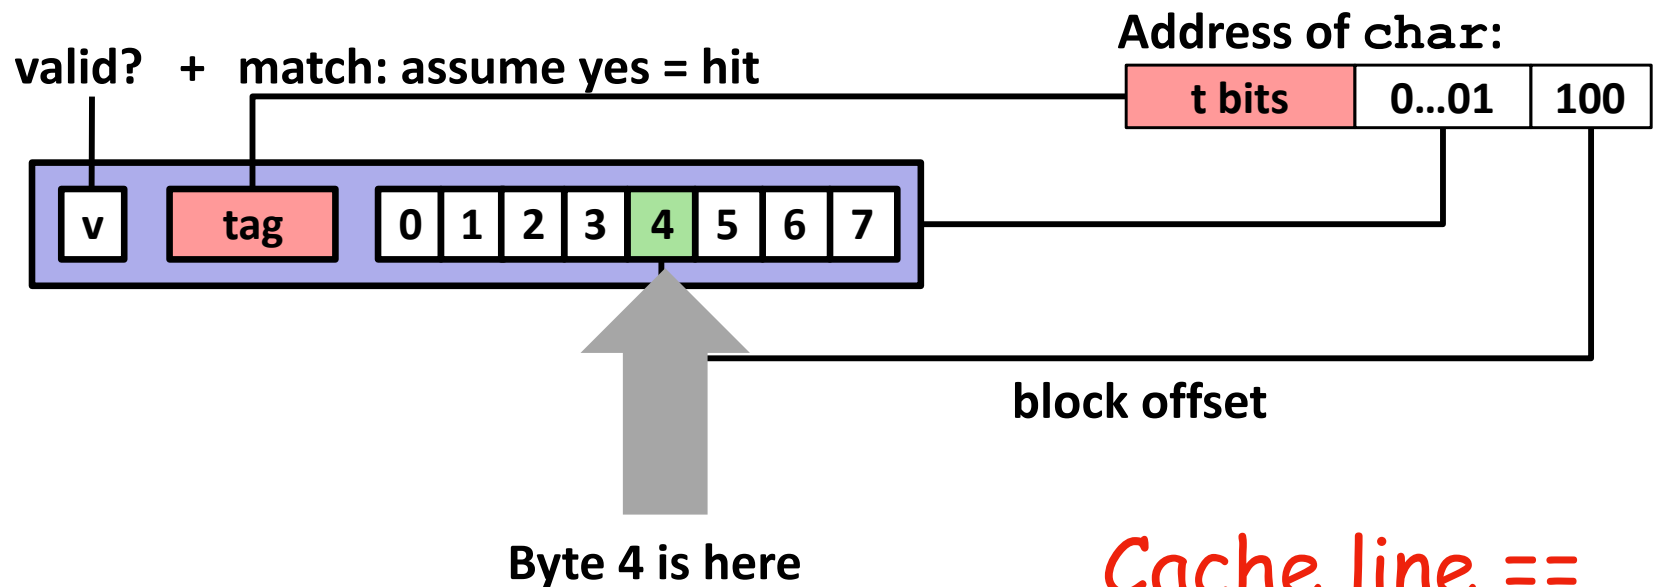 Address of char:
valid? + match: assume yes = hit
t bits 0...01 100
v tag 0 1 2 3 4 5 6 7
block offset
Byte 4 is here
Cache line ==